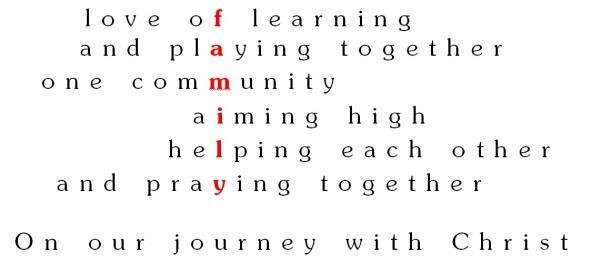 love of learning
and playing together
one community
aiming high
helping each other
and praying together
On our journey with Christ